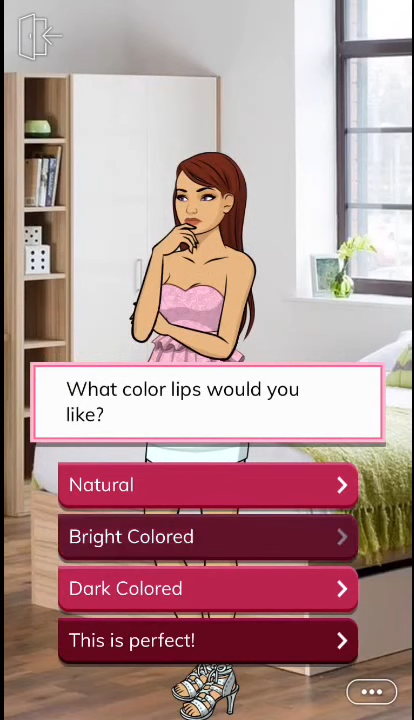 What color lips would you
like?
Natural
Bright Colored
Dark Colored
This is perfect!